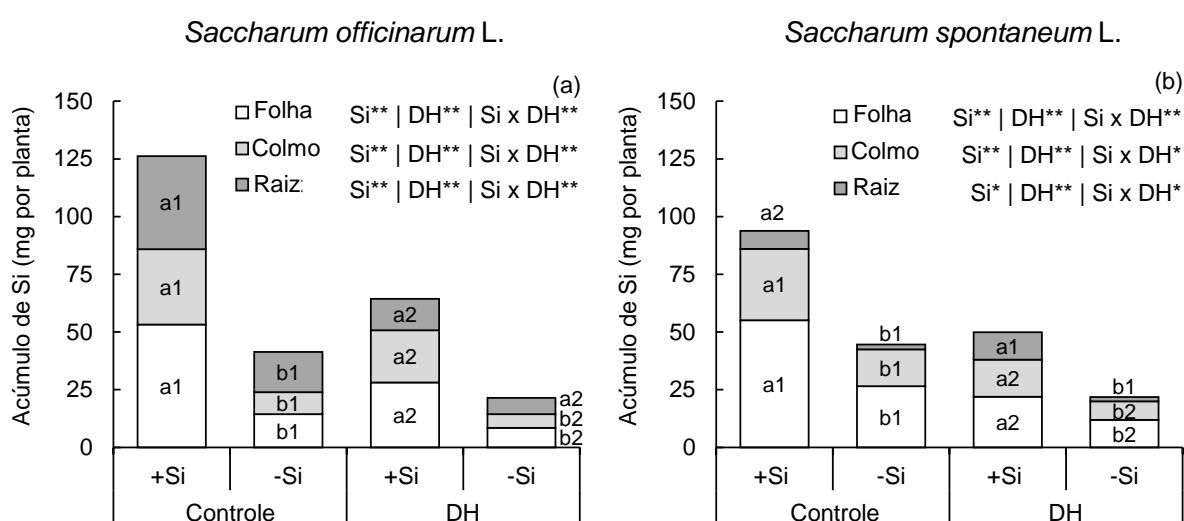 Saccharum officinarum L.
(a)
Acúmulo de Si (mg por planta)
150
125
100
75
50
25
0
Folha Si** | DH** | Si x DH**
Colmo Si** | DH** | Si x DH**
Raiz: Si** | DH** | Si x DH**
a1
a1
a1
b1
b1
b1
a2
a2
a2
a2
b2
b2
+Si -Si +Si -Si
Controle DH
Saccharum spontaneum L.
(b)
Acúmulo de Si (mg por planta)
150
125
100
75
50
25
0
Folha Si** | DH** | Si x DH**
Colmo Si** | DH** | Si x DH*
Raiz Si* | DH** | Si x DH*
a2
a1
a1
b1
b1
b1
a1
a2
a2
b1
b2
b2
+Si -Si +Si -Si
Controle DH